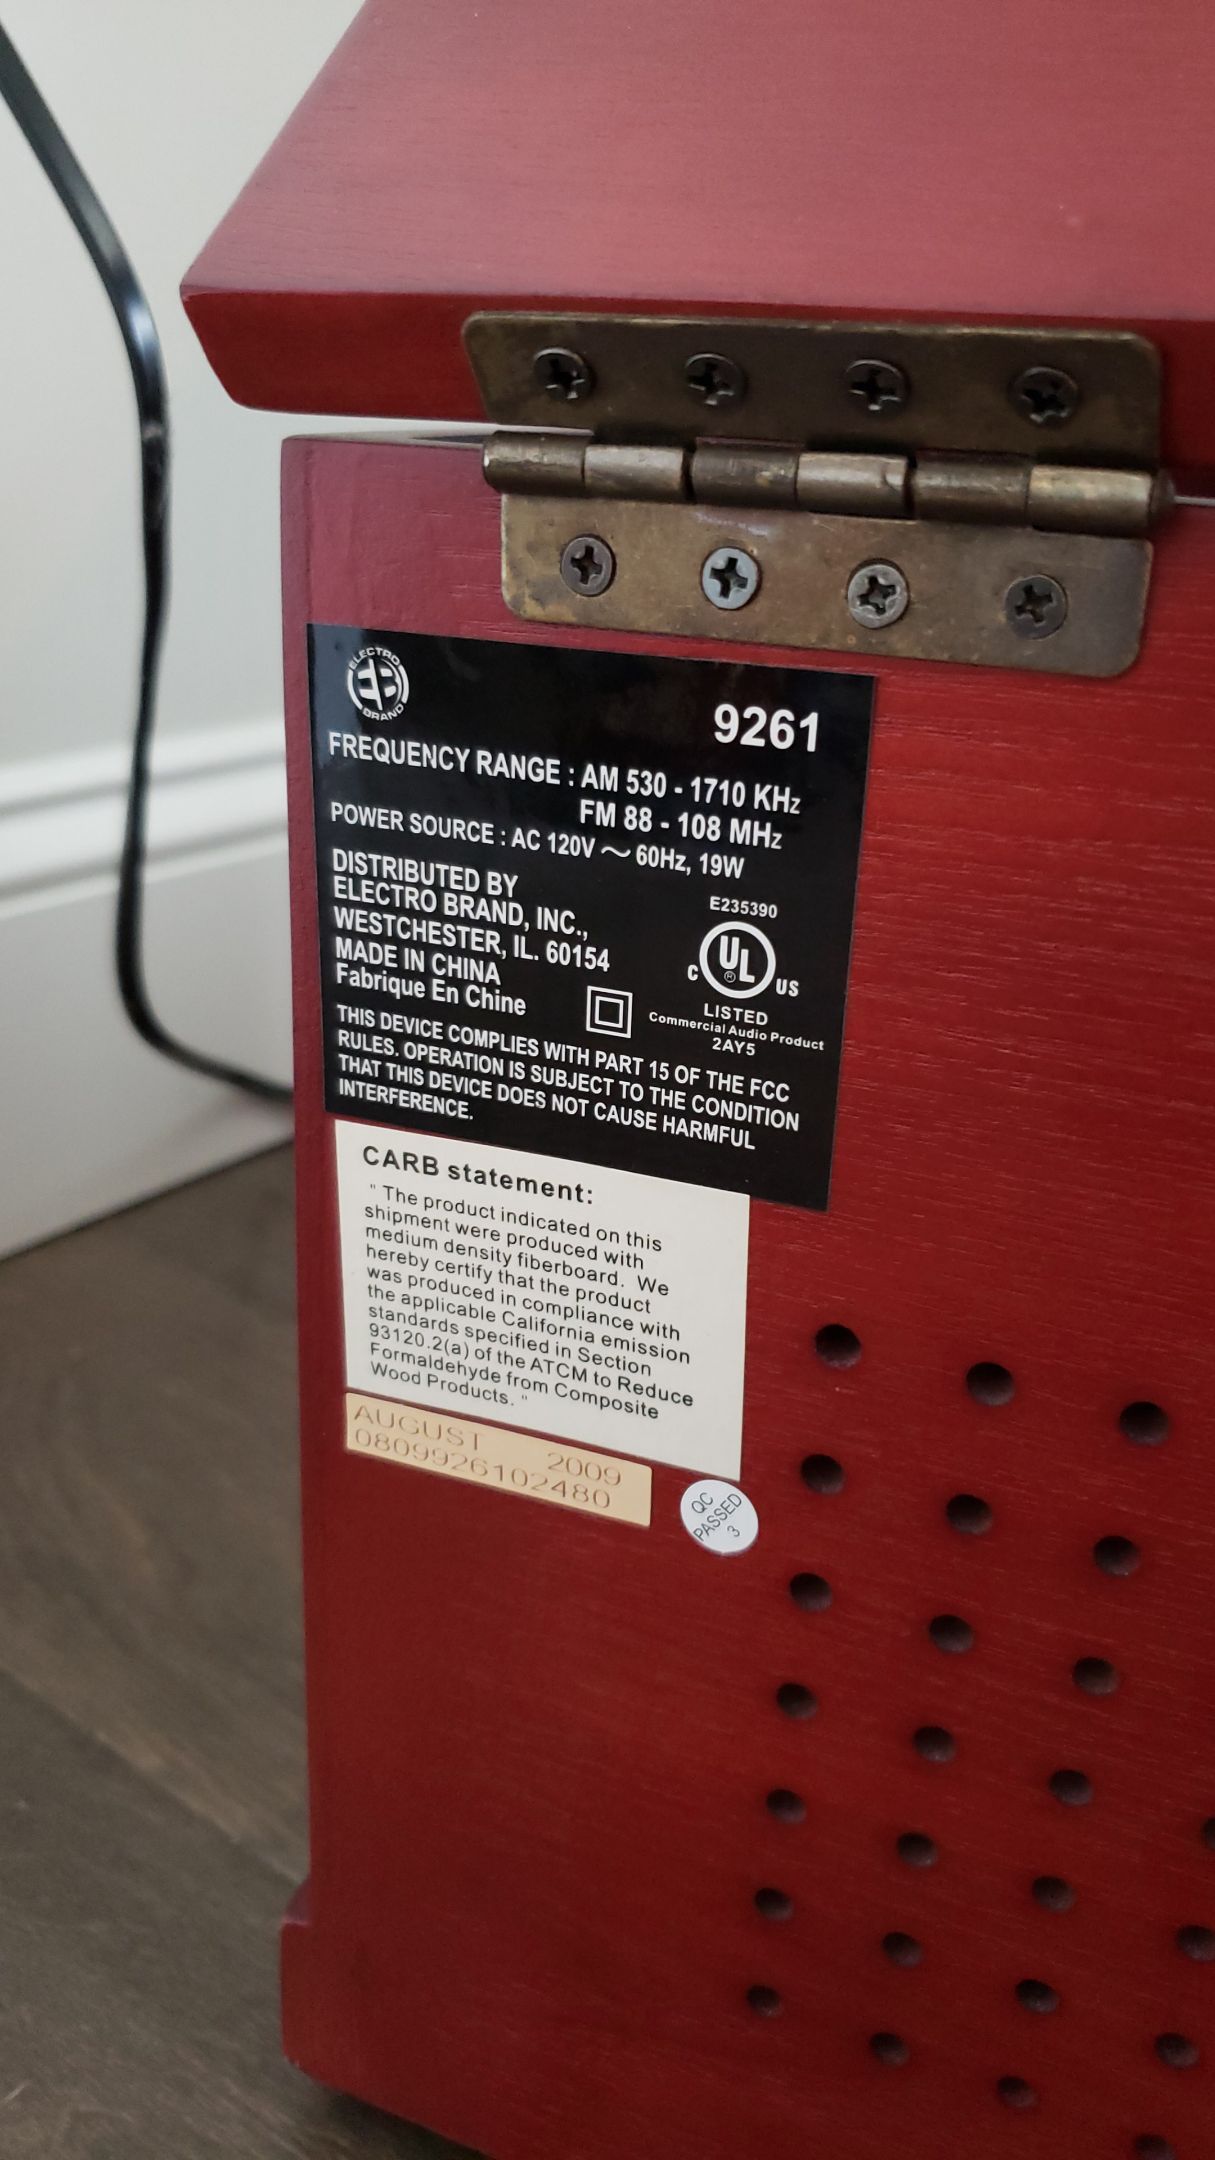 ELECTRO
BRAND
9261
FREQUENCY RANGE : AM 530 - 1710 KHz
FM 88 - 108 MHz
POWER SOURCE : AC 120V ～ 60Hz, 19W
DISTRIBUTED BY
ELECTRO BRAND, INC.,
WESTCHESTER, IL. 60154
MADE IN CHINA
Fabrique En Chine
E235390
C UL ® US
LISTED
Commercial Audio Product
2AY5
THIS DEVICE COMPLIES WITH PART 15 OF THE FCC
RULES. OPERATION IS SUBJECT TO THE CONDITION
THAT THIS DEVICE DOES NOT CAUSE HARMFUL
INTERFERENCE.
CARB statement:
" The product indicated on this
shipment were produced with
medium density fiberboard. We
hereby certify that the product
was produced in compliance with
the applicable California emission
standards specified in Section
93120.2(a) of the ATCM to Reduce
Formaldehyde from Composite
Wood Products. "
AUGUST 2009
0809926102480
QC
PASSED
3